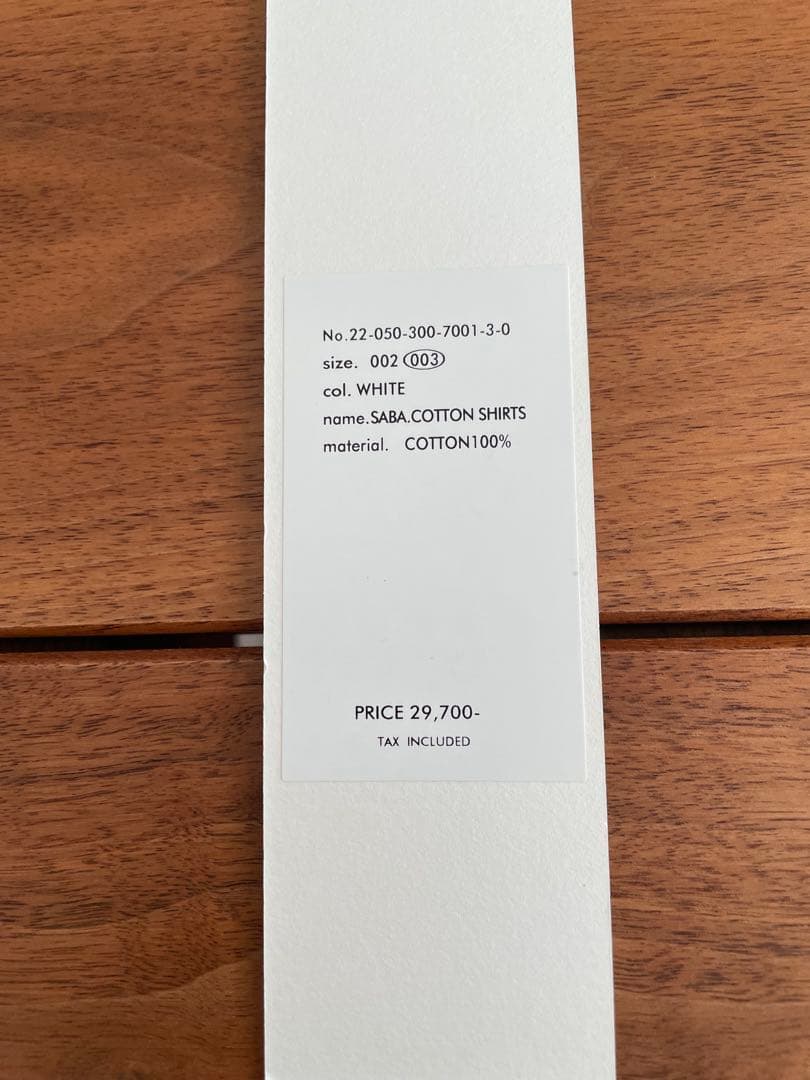 No.22-050-300-7001-3-0
size. 002 003
col. WHITE
name.SABA.COTTON SHIRTS
material. COTTON100%
PRICE 29,700-
TAX INCLUDED